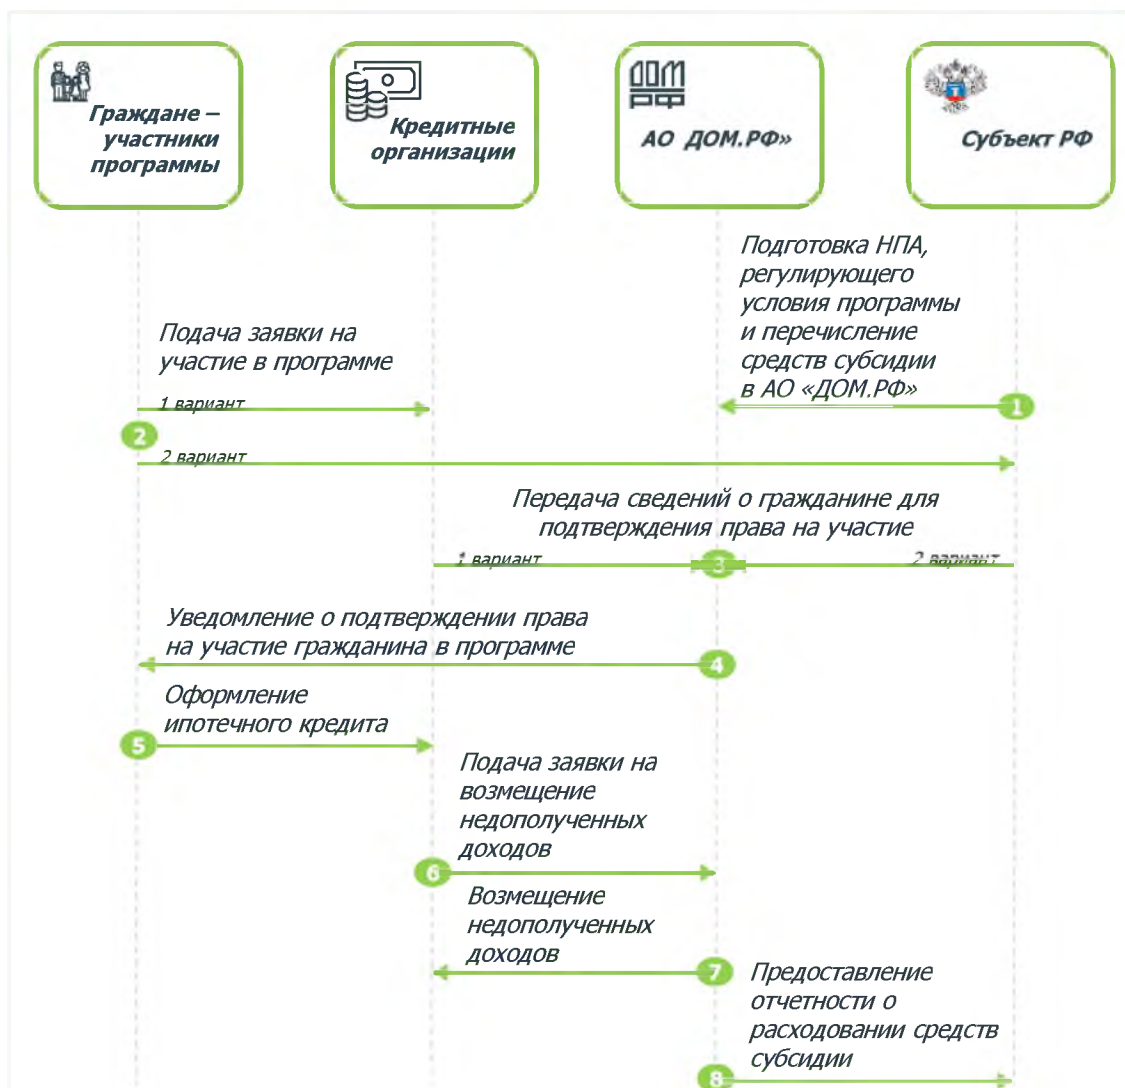 Граждане –
участники
программы
Кредитные
организации
ДОМ
РФ
АО ДОМ.РФ»
Субъект РФ
Подготовка НПА,
регулирующего
условия программы
и перечисление
средств субсидии
в АО «ДОМ.РФ»
1
Подача заявки на
участие в программе
1 вариант
2
2 вариант
Передача сведений о гражданине для
подтверждения права на участие
1 вариант
3
2 вариант
Уведомление о подтверждении права
на участие гражданина в программе
4
Оформление
ипотечного кредита
5
Подача заявки на
возмещение
недополученных
доходов
6
Возмещение
недополученных
доходов
7
Предоставление
отчетности о
расходовании средств
субсидии
8